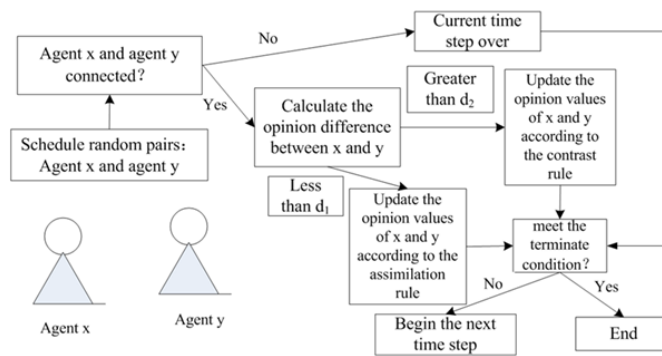 Agent x and agent y
connected?
No
Current time
step over
Yes
Schedule random pairs:
Agent x and agent y
Calculate the
opinion difference
between x and y
Greater
than d2
Update the
opinion values
of x and y
according to
the contrast
rule
Less
than d1
Update the
opinion values
of x and y
according to the
assimilation
rule
meet the
terminate
condition?
No
Yes
Begin the next
time step
End
Agent x
Agent y